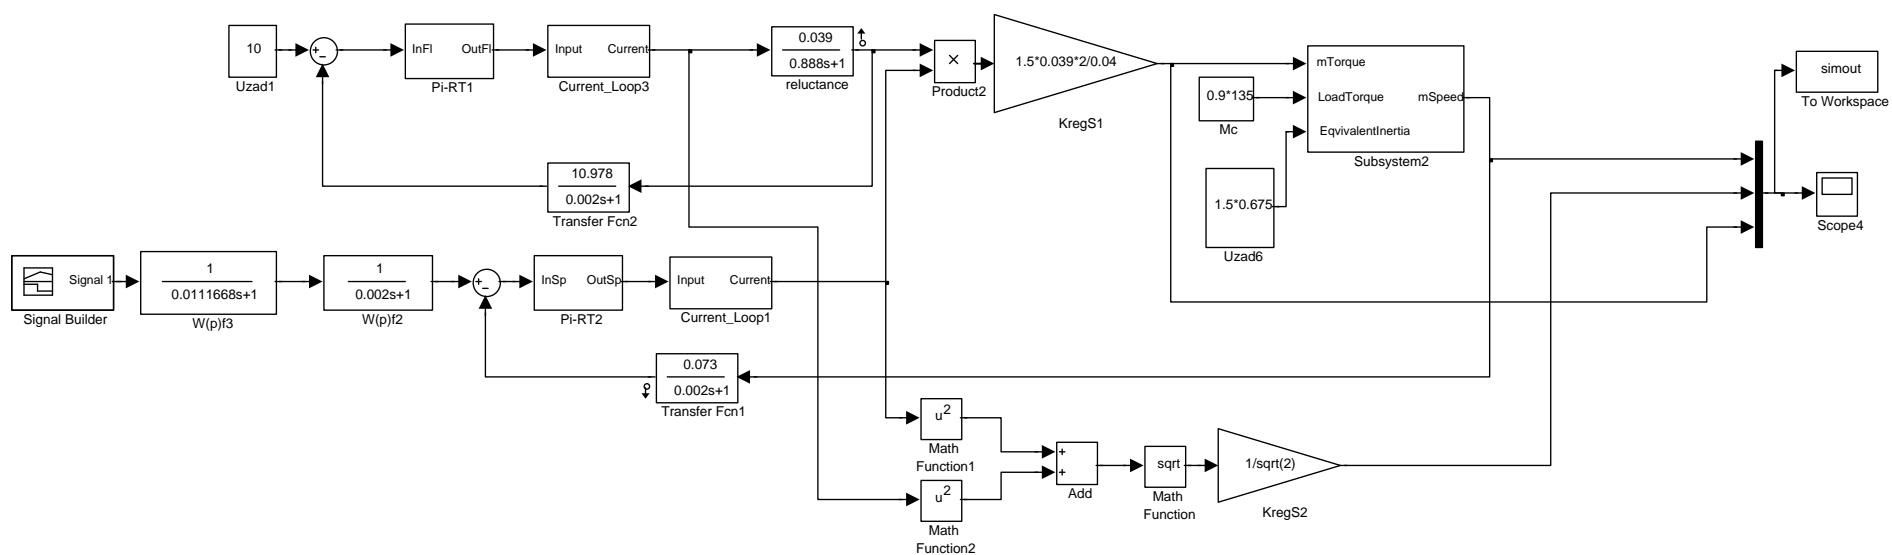 10
Uzad1
+
−
InFl OutFl
Pi-RT1
Input Current
Current_Loop3
0.039
0.888s+1
reluctance
×
Product2
1.5*0.039*2/0.04
KregS1
mTorque
LoadTorque mSpeed
EqvivalentInertia
Subsystem2
0.9*135
Mc
1.5*0.675
Uzad6
simout
To Workspace
Scope4
10.978
0.002s+1
Transfer Fcn2
Signal 1
Signal Builder
1
0.0111668s+1
W(p)f3
1
0.002s+1
W(p)f2
+
−
InSp OutSp
Pi-RT2
Input Current
Current_Loop1
0.073
0.002s+1
Transfer Fcn1
u2
Math
Function1
u2
Math
Function2
+
+
Add
sqrt
Math
Function
1/sqrt(2)
KregS2